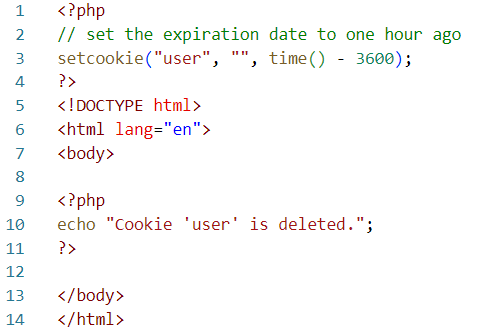 1 <?php
2 // set the expiration date to one hour ago
3 setcookie("user", "", time() - 3600);
4 ?>
5 <!DOCTYPE html>
6 <html lang="en">
7 <body>
8
9 <?php
10 echo "Cookie 'user' is deleted.";
11 ?>
12
13 </body>
14 </html>